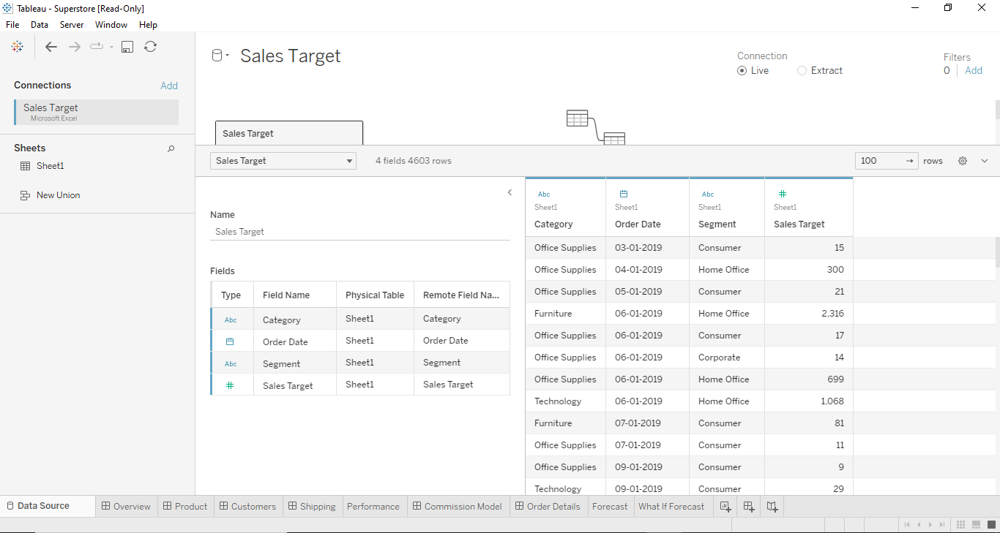 Tableau - Superstore [Read-Only]
File Data Server Window Help
Connections Add
Sales Target
Microsoft Excel
Sheets
Sheet1
New Union
Sales Target
Connection
Live Extract
Filters
0 Add
Sales Target
Sales Target 4 fields 4603 rows 100 rows
Name
Sales Target
Fields
Type Field Name Physical Table Remote Field Na...
Abc Category Sheet1 Category
Order Date Sheet1 Order Date
Abc Segment Sheet1 Segment
# Sales Target Sheet1 Sales Target
Abc Abc #
Sheet1 Sheet1 Sheet1 Sheet1
Category Order Date Segment Sales Target
Office Supplies 03-01-2019 Consumer 15
Office Supplies 04-01-2019 Home Office 300
Office Supplies 05-01-2019 Consumer 21
Furniture 06-01-2019 Home Office 2,316
Office Supplies 06-01-2019 Consumer 17
Office Supplies 06-01-2019 Corporate 14
Office Supplies 06-01-2019 Home Office 699
Technology 06-01-2019 Home Office 1,068
Furniture 07-01-2019 Consumer 81
Office Supplies 07-01-2019 Consumer 11
Office Supplies 09-01-2019 Consumer 9
Technology 09-01-2019 Consumer 29
Data Source Overview Product Customers Shipping Performance Commission Model Order Details Forecast What If Forecast